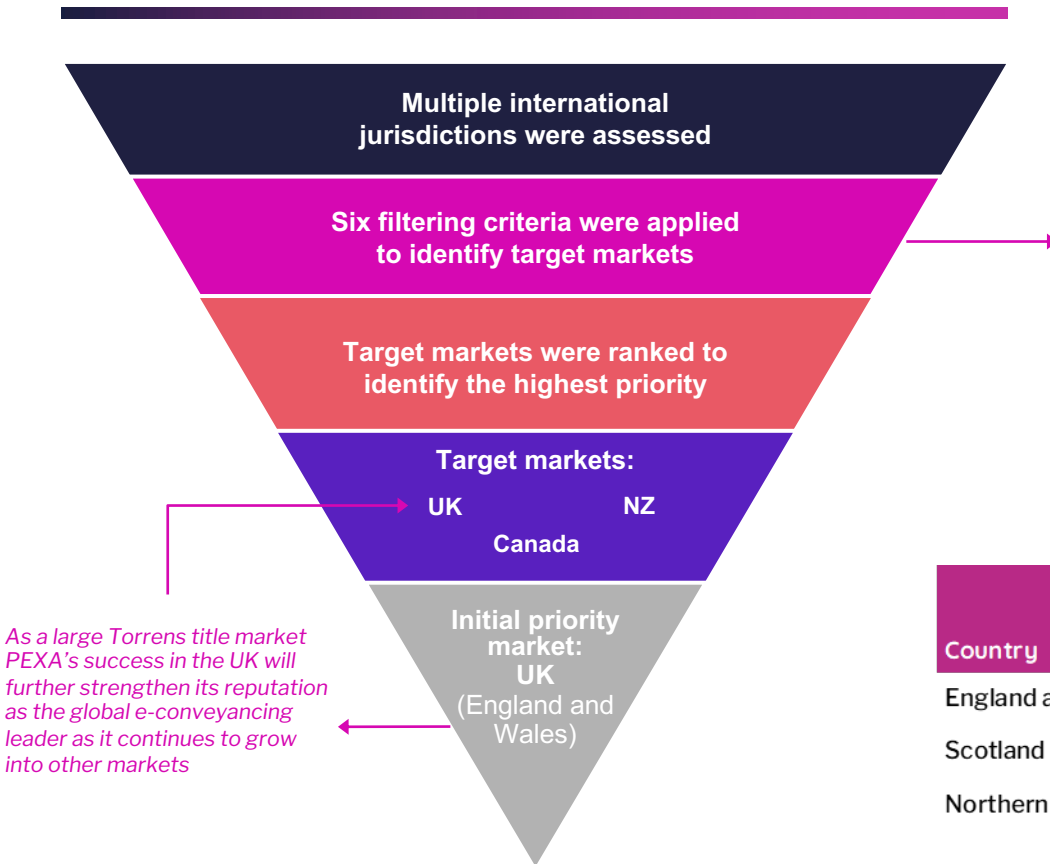 Multiple international
jurisdictions were assessed
Six filtering criteria were applied
to identify target markets
Target markets were ranked to
identify the highest priority
Target markets:
UK
NZ
Canada
Initial priority
market:
UK
(England and
Wales)
As a large Torrens title market
PEXA's success in the UK will
further strengthen its reputation
as the global e-conveyancing
leader as it continues to grow
into other markets
Country
England a
Scotland
Northern